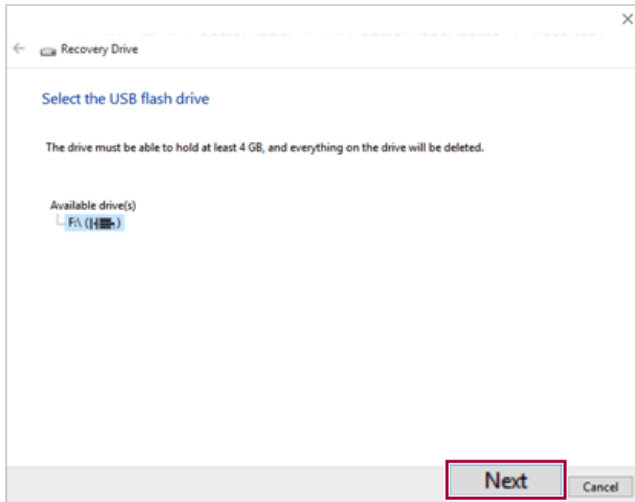 Recovery Drive
Select the USB flash drive
The drive must be able to hold at least 4 GB, and everything on the drive will be deleted.
Available drive(s)
F:\ ( )
Next
Cancel